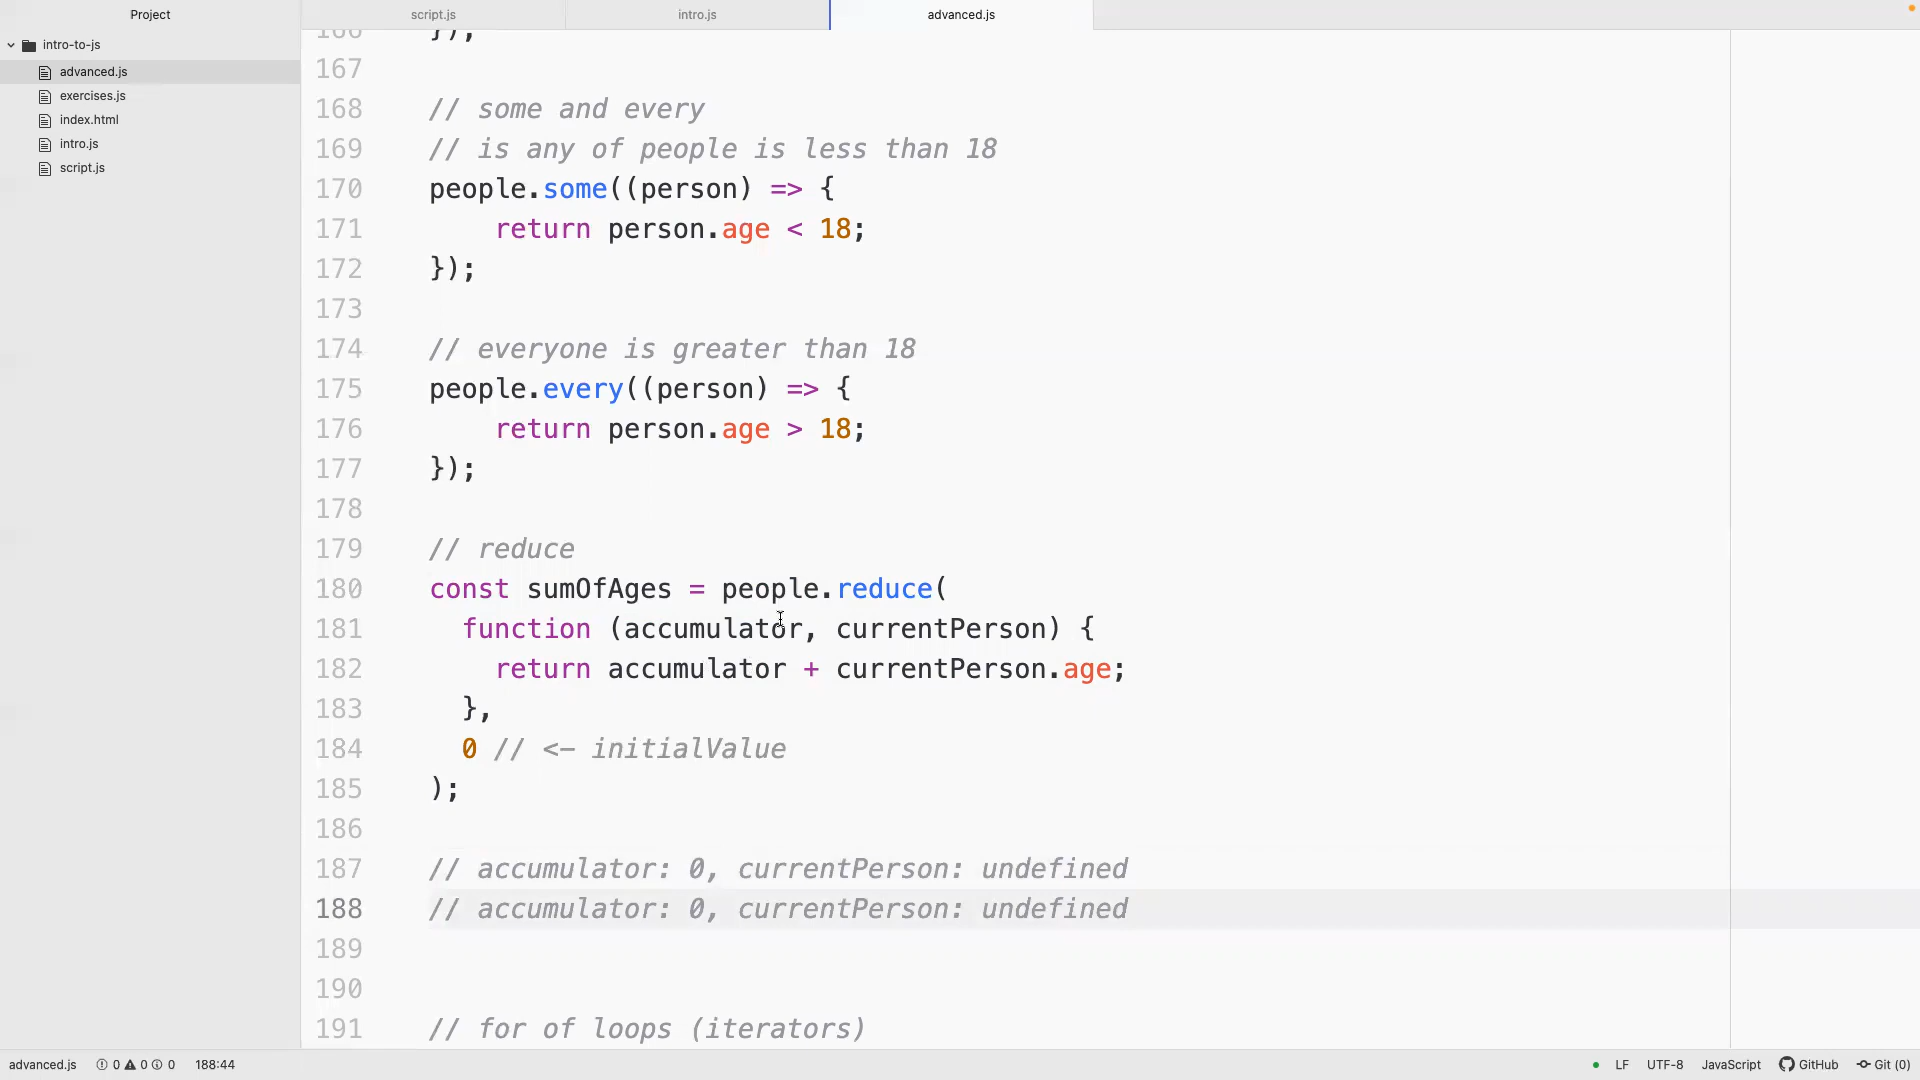 Project
script.js
intro.js
advanced.js
intro-to-js
advanced.js
exercises.js
index.html
intro.js
script.js
166 });
167
168 // some and every
169 // is any of people is less than 18
170 people.some((person) => {
171 return person.age < 18;
172 });
173
174 // everyone is greater than 18
175 people.every((person) => {
176 return person.age > 18;
177 });
178
179 // reduce
180 const sumOfAges = people.reduce(
181 function (accumulator, currentPerson) {
182 return accumulator + currentPerson.age;
183 },
184 0 // <- initialValue
185 );
186
187 // accumulator: 0, currentPerson: undefined
188 // accumulator: 0, currentPerson: undefined
189
190
191 // for of loops (iterators)
advanced.js 0 0 0 188:44 LF UTF-8 JavaScript GitHub Git (0)